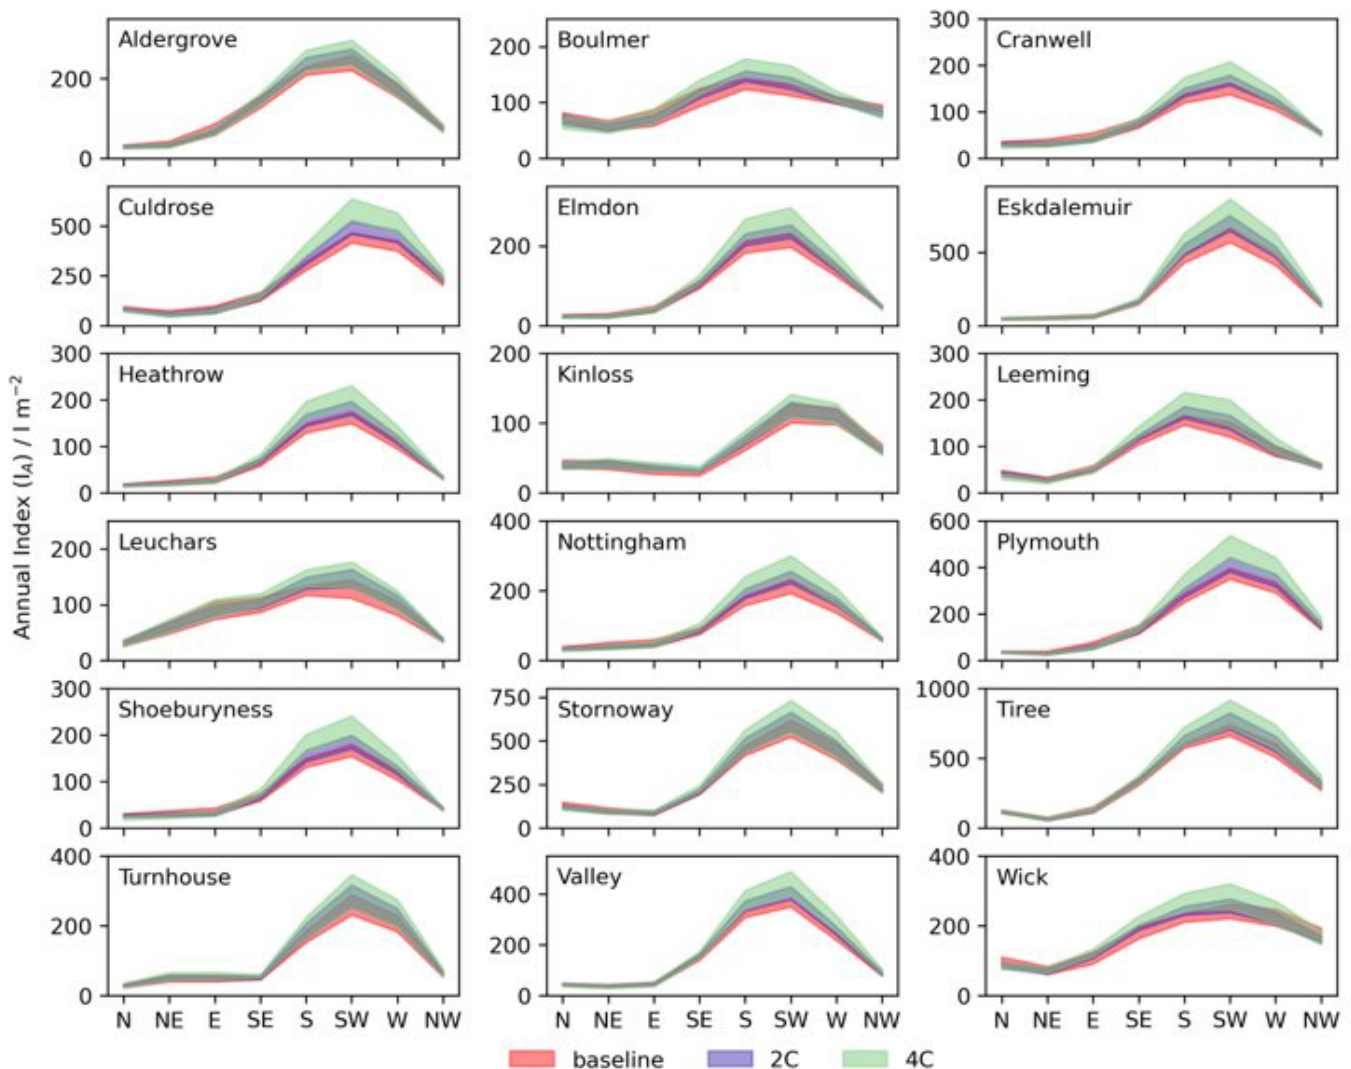 Annual Index (I_A) / l m⁻²
Aldergrove
200
0
Boulmer
200
100
0
Cranwell
300
200
100
0
Culdrose
500
250
0
Elmdon
200
0
Eskdalemuir
500
0
Heathrow
300
200
100
0
Kinloss
200
100
0
Leeming
300
200
100
0
Leuchars
200
100
0
Nottingham
400
200
0
Plymouth
600
400
200
0
Shoeburyness
300
200
100
0
Stornoway
750
500
250
0
Tiree
1000
500
0
Turnhouse
400
200
0
N NE E SE S SW W NW
Valley
400
200
0
N NE E SE S SW W NW
Wick
400
200
0
N NE E SE S SW W NW
baseline 2C 4C